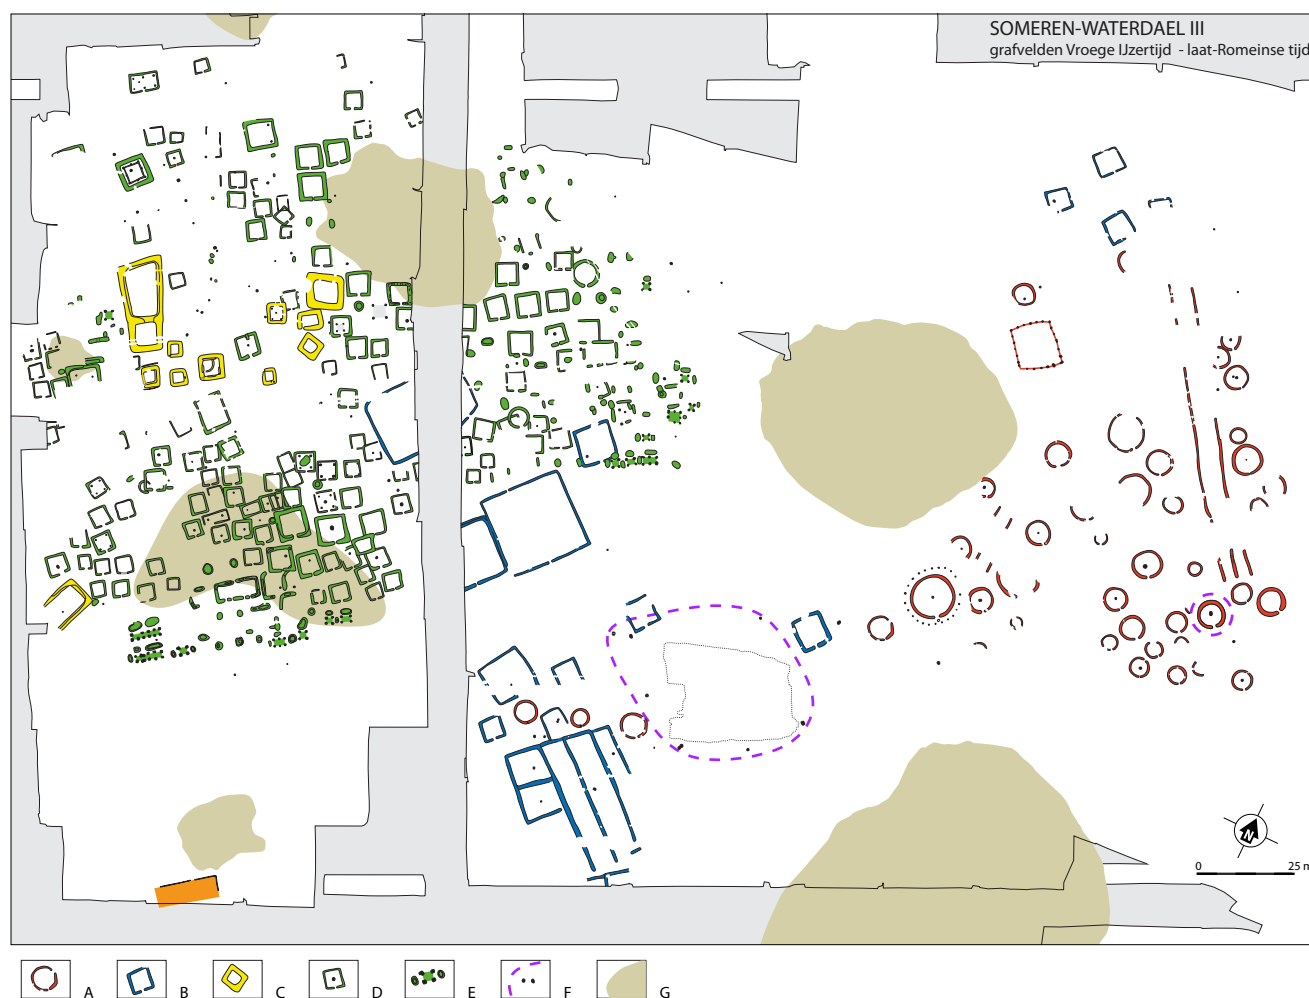 SOMEREN-WATERDAEL III
grafvelden Vroege IJzertijd - laat-Romeinse tijd
N
0 25 m
A B C D E F G